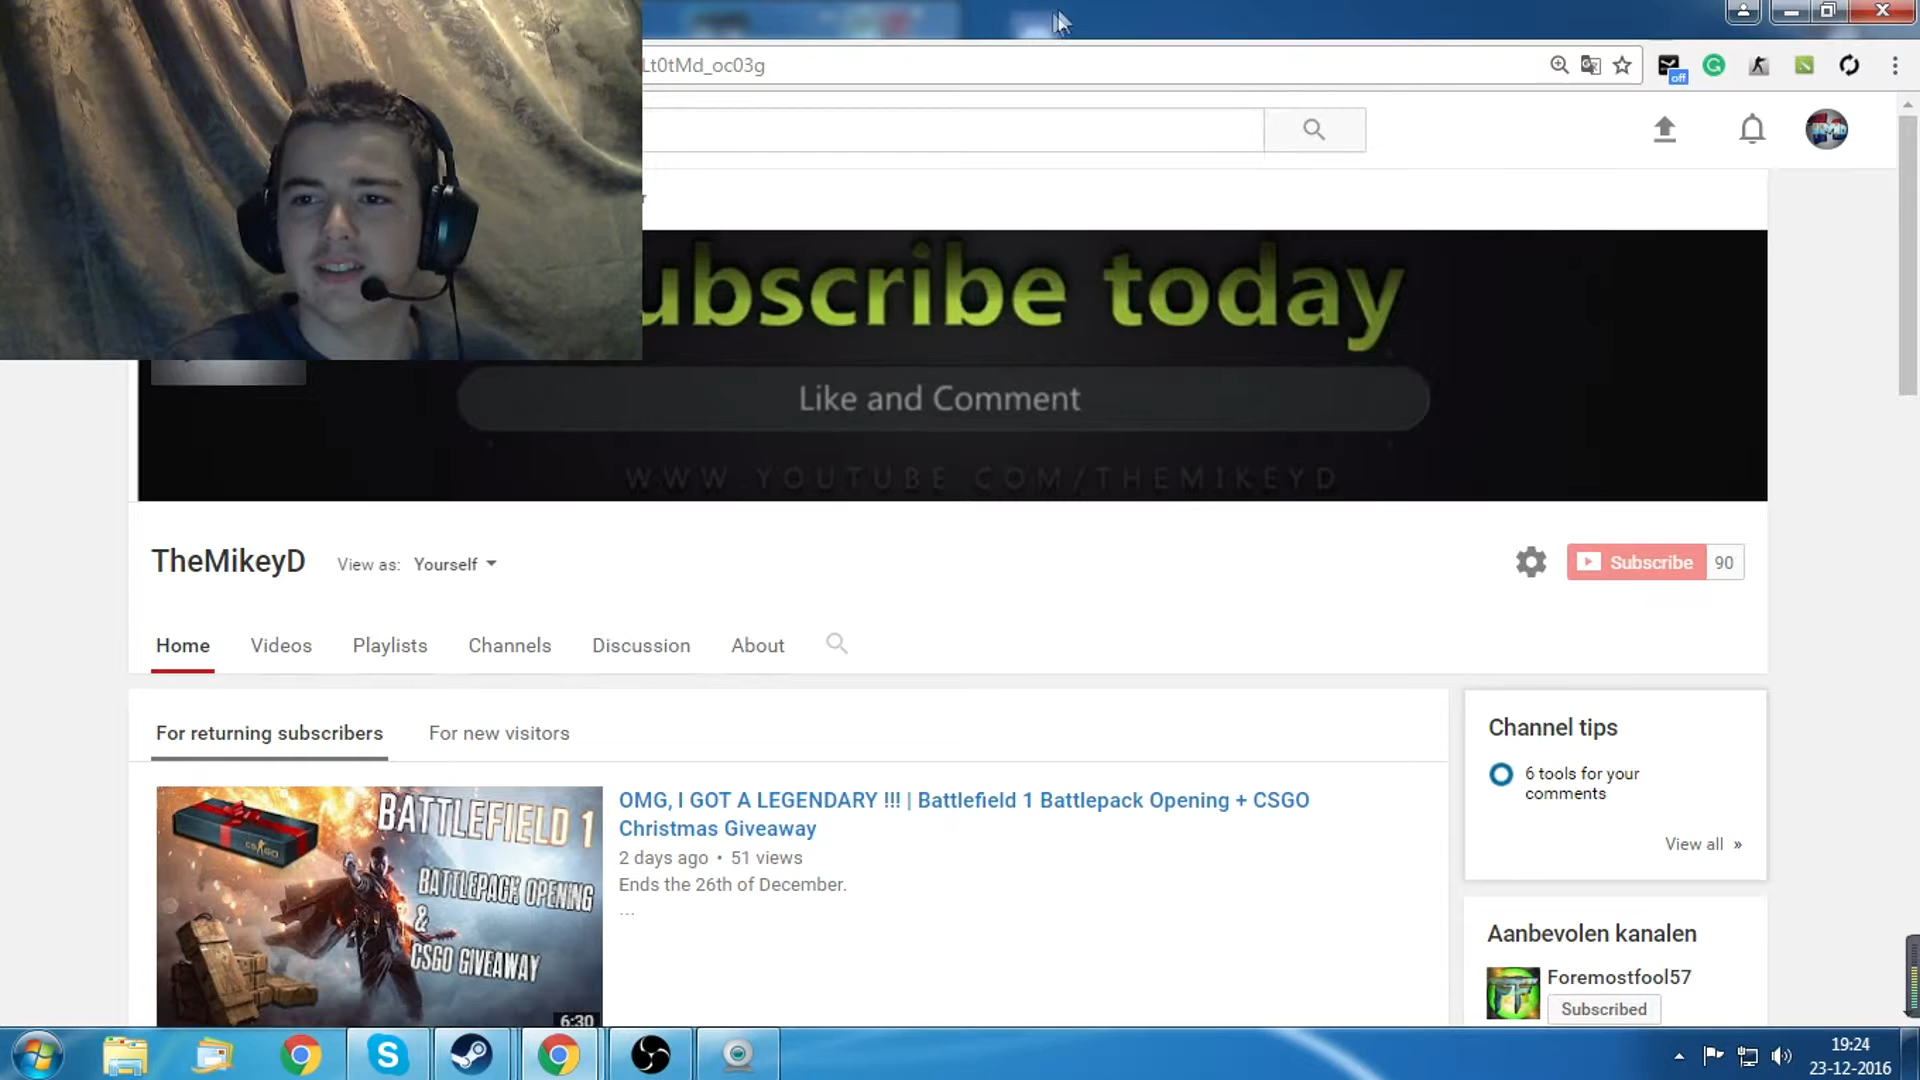 Lt0tMd_oc03g
off
ubscribe today
Like and Comment
WWW.YOUTUBE.COM/THEMIKEYD
TheMikeyD
View as: Yourself
Subscribe 90
Home Videos Playlists Channels Discussion About
For returning subscribers For new visitors
Channel tips
6 tools for your
comments
View all »
BATTLEFIELD 1
BATTLEPACK OPENING
&
CSGO GIVEAWAY
CS:GO
6:30
OMG, I GOT A LEGENDARY !!! | Battlefield 1 Battlepack Opening + CSGO
Christmas Giveaway
2 days ago • 51 views
Ends the 26th of December.
...
Aanbevolen kanalen
Foremostfool57
Subscribed
19:24
23-12-2016